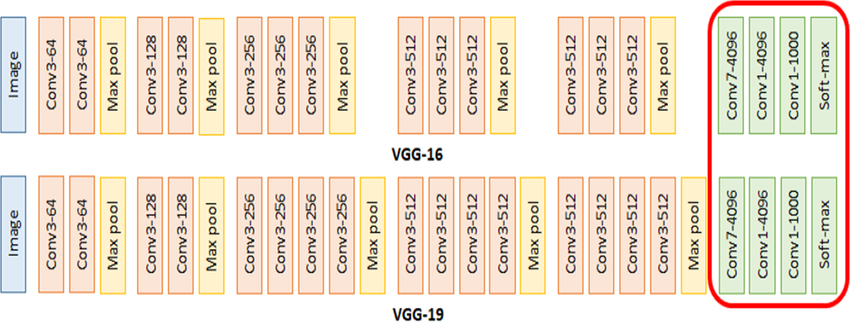 Image
Conv3-64
Conv3-64
Max pool
Conv3-128
Conv3-128
Max pool
Conv3-256
Conv3-256
Conv3-256
Max pool
Conv3-512
Conv3-512
Conv3-512
Max pool
Conv3-512
Conv3-512
Conv3-512
Max pool
Conv7-4096
Conv1-4096
Conv1-1000
Soft-max
VGG-16
Image
Conv3-64
Conv3-64
Max pool
Conv3-128
Conv3-128
Max pool
Conv3-256
Conv3-256
Conv3-256
Conv3-256
Max pool
Conv3-512
Conv3-512
Conv3-512
Conv3-512
Max pool
Conv3-512
Conv3-512
Conv3-512
Conv3-512
Max pool
Conv7-4096
Conv1-4096
Conv1-1000
Soft-max
VGG-19